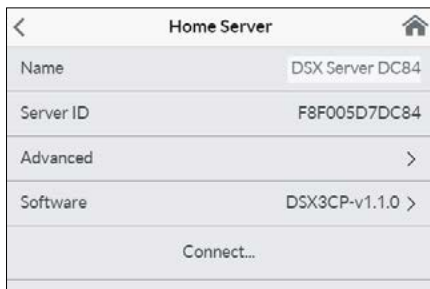 Home Server
Name DSX Server DC84
Server ID F8F005D7DC84
Advanced
Software DSX3CP-v1.1.0
Connect...